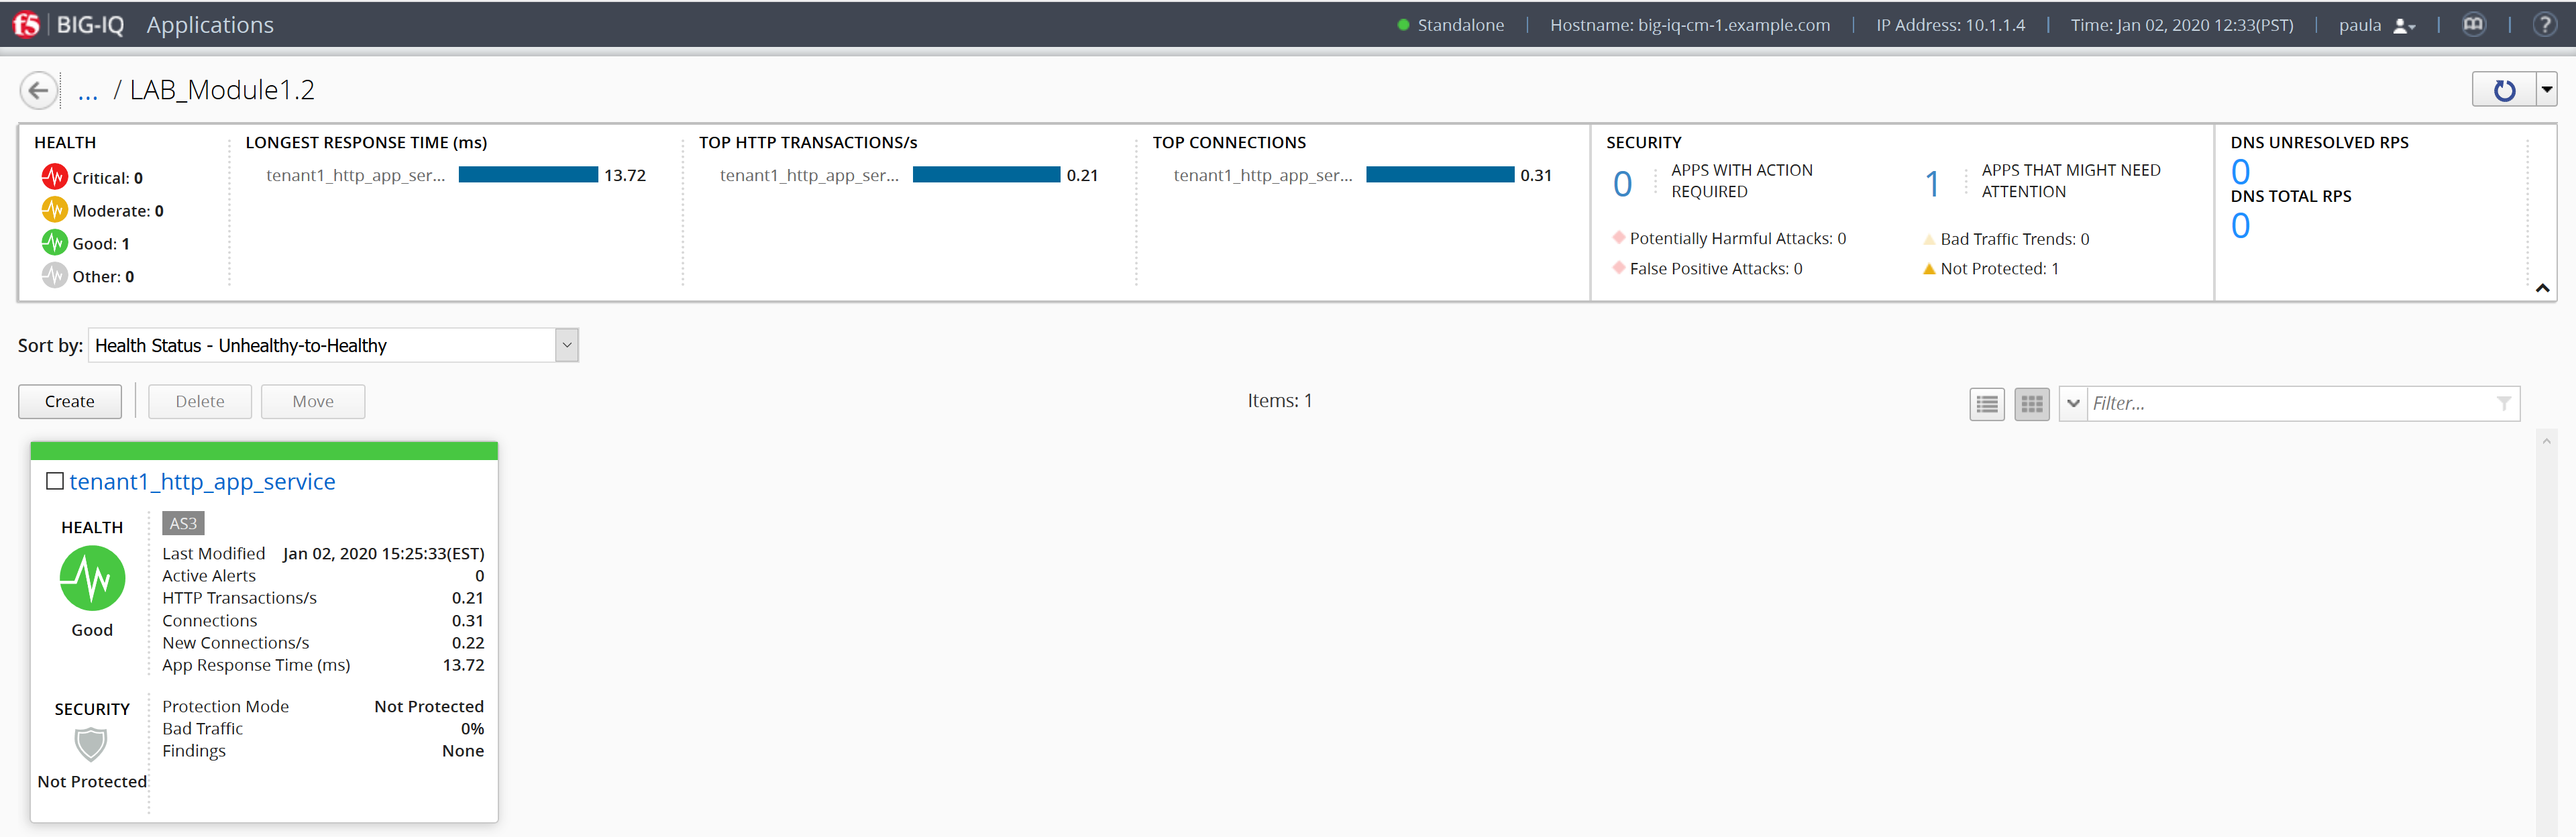 f5 BIG-IQ Applications Standalone Hostname: big-iq-cm-1.example.com IP Address: 10.1.1.4 Time: Jan 02, 2020 12:33(PST) paula ?
... / LAB_Module1.2
HEALTH
Critical: 0
Moderate: 0
Good: 1
Other: 0
LONGEST RESPONSE TIME (ms)
tenant1_http_app_ser... 13.72
TOP HTTP TRANSACTIONS/s
tenant1_http_app_ser... 0.21
TOP CONNECTIONS
tenant1_http_app_ser... 0.31
SECURITY
0 APPS WITH ACTION
REQUIRED
Potentially Harmful Attacks: 0
False Positive Attacks: 0
1 APPS THAT MIGHT NEED
ATTENTION
Bad Traffic Trends: 0
Not Protected: 1
DNS UNRESOLVED RPS
0
DNS TOTAL RPS
0
Sort by: Health Status - Unhealthy-to-Healthy
Create Delete Move Items: 1 Filter...
tenant1_http_app_service
HEALTH
Good
AS3
Last Modified Jan 02, 2020 15:25:33(EST)
Active Alerts 0
HTTP Transactions/s 0.21
Connections 0.31
New Connections/s 0.22
App Response Time (ms) 13.72
SECURITY
Not Protected
Protection Mode Not Protected
Bad Traffic 0%
Findings None